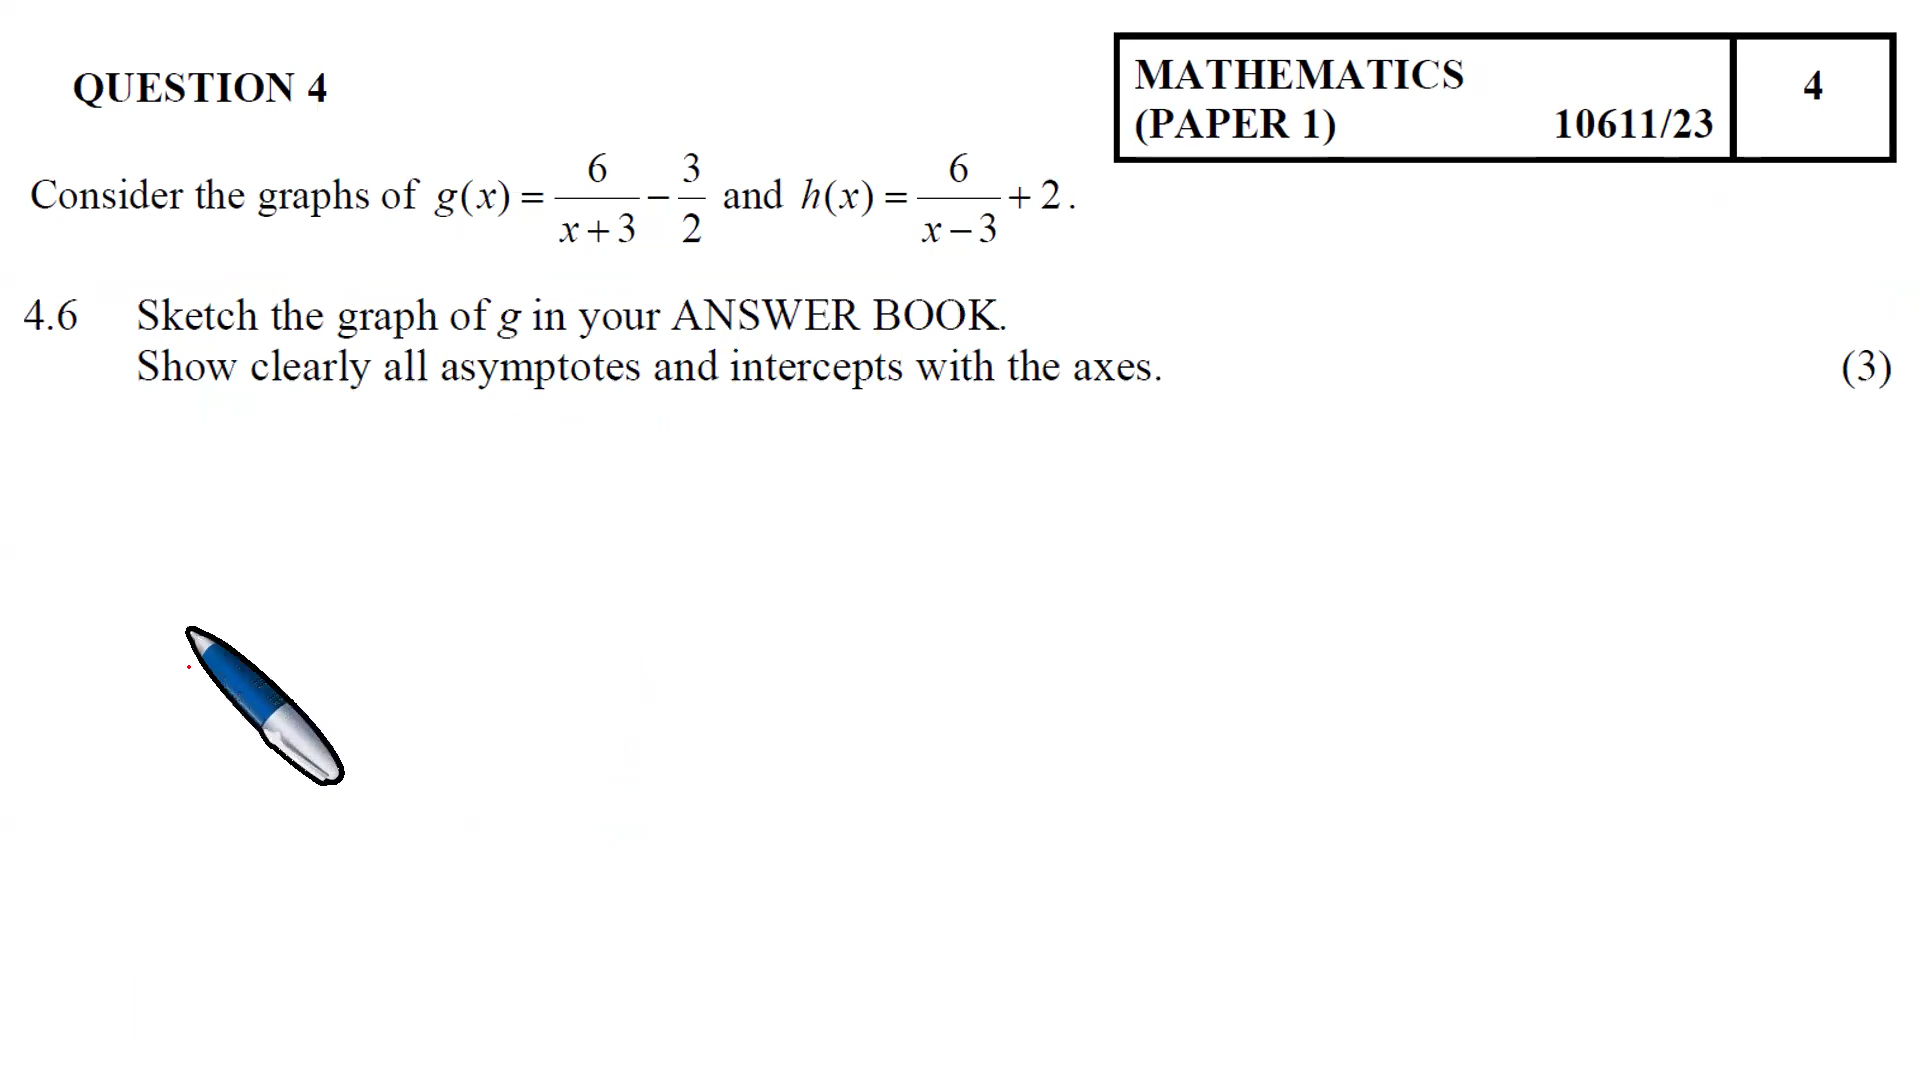 QUESTION 4
MATHEMATICS
(PAPER 1) 10611/23
4
Consider the graphs of g(x) = 6/(x+3) − 3/2 and h(x) = 6/(x−3) + 2.
4.6 Sketch the graph of g in your ANSWER BOOK.
Show clearly all asymptotes and intercepts with the axes. (3)